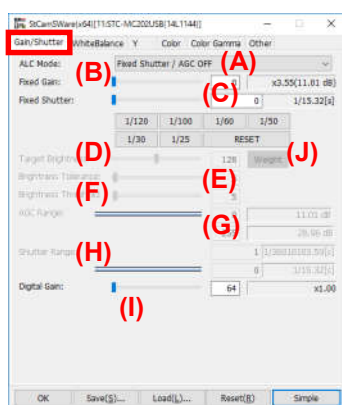 StCamSWare(x64)[11:STC-MC202USB(14L1144)]
Gain/Shutter WhiteBalance Y Color Color Gamma Other
ALC Mode: Fixed Shutter / AGC OFF (A)
Fixed Gain: (B) 0 x3.55(11.01 dB)
Fixed Shutter: (C) 0 1/15.32[s]
1/120 1/100 1/60 1/50
1/30 1/25 RESET
Target Brightness (D) 128 Weight (J)
Brightness Tolerance: (E)
Brightness Threshold: (F) 5
AGC Range: 11.01 dB
(G) 28.96 dB
Shutter Range (H) 1
0 1/15.32[s]
Digital Gain: 64 x1.00
(I)
OK Save(S)... Load(L)... Reset(R) Simple